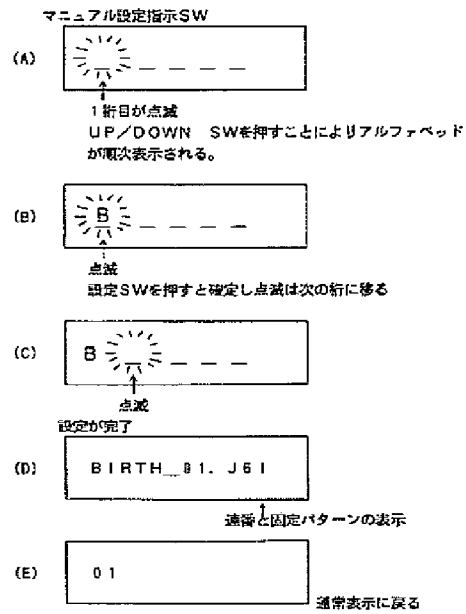 マニュアル設定指示SW
(A)
_ _ _ _ _
1桁目が点滅
UP/DOWN SWを押すことによりアルファベッド
が順次表示される。
(B)
B _ _ _ _
点滅
設定SWを押すと確定し点滅は次の桁に移る
(C)
B _ _ _ _
点滅
設定が完了
(D)
BIRTH_01. J6I
連番と固定パターンの表示
(E)
01
通常表示に戻る